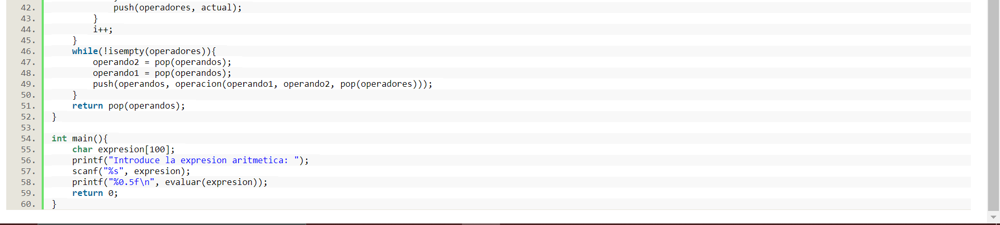 42. push(operadores, actual);
43. }
44. i++;
45. }
46. while(!isempty(operadores)){
47. operando2 = pop(operandos);
48. operando1 = pop(operandos);
49. push(operandos, operacion(operando1, operando2, pop(operadores)));
50. }
51. return pop(operandos);
52. }
53.
54. int main(){
55. char expresion[100];
56. printf("Introduce la expresion aritmetica: ");
57. scanf("%s", expresion);
58. printf("%0.5f\n", evaluar(expresion));
59. return 0;
60. }